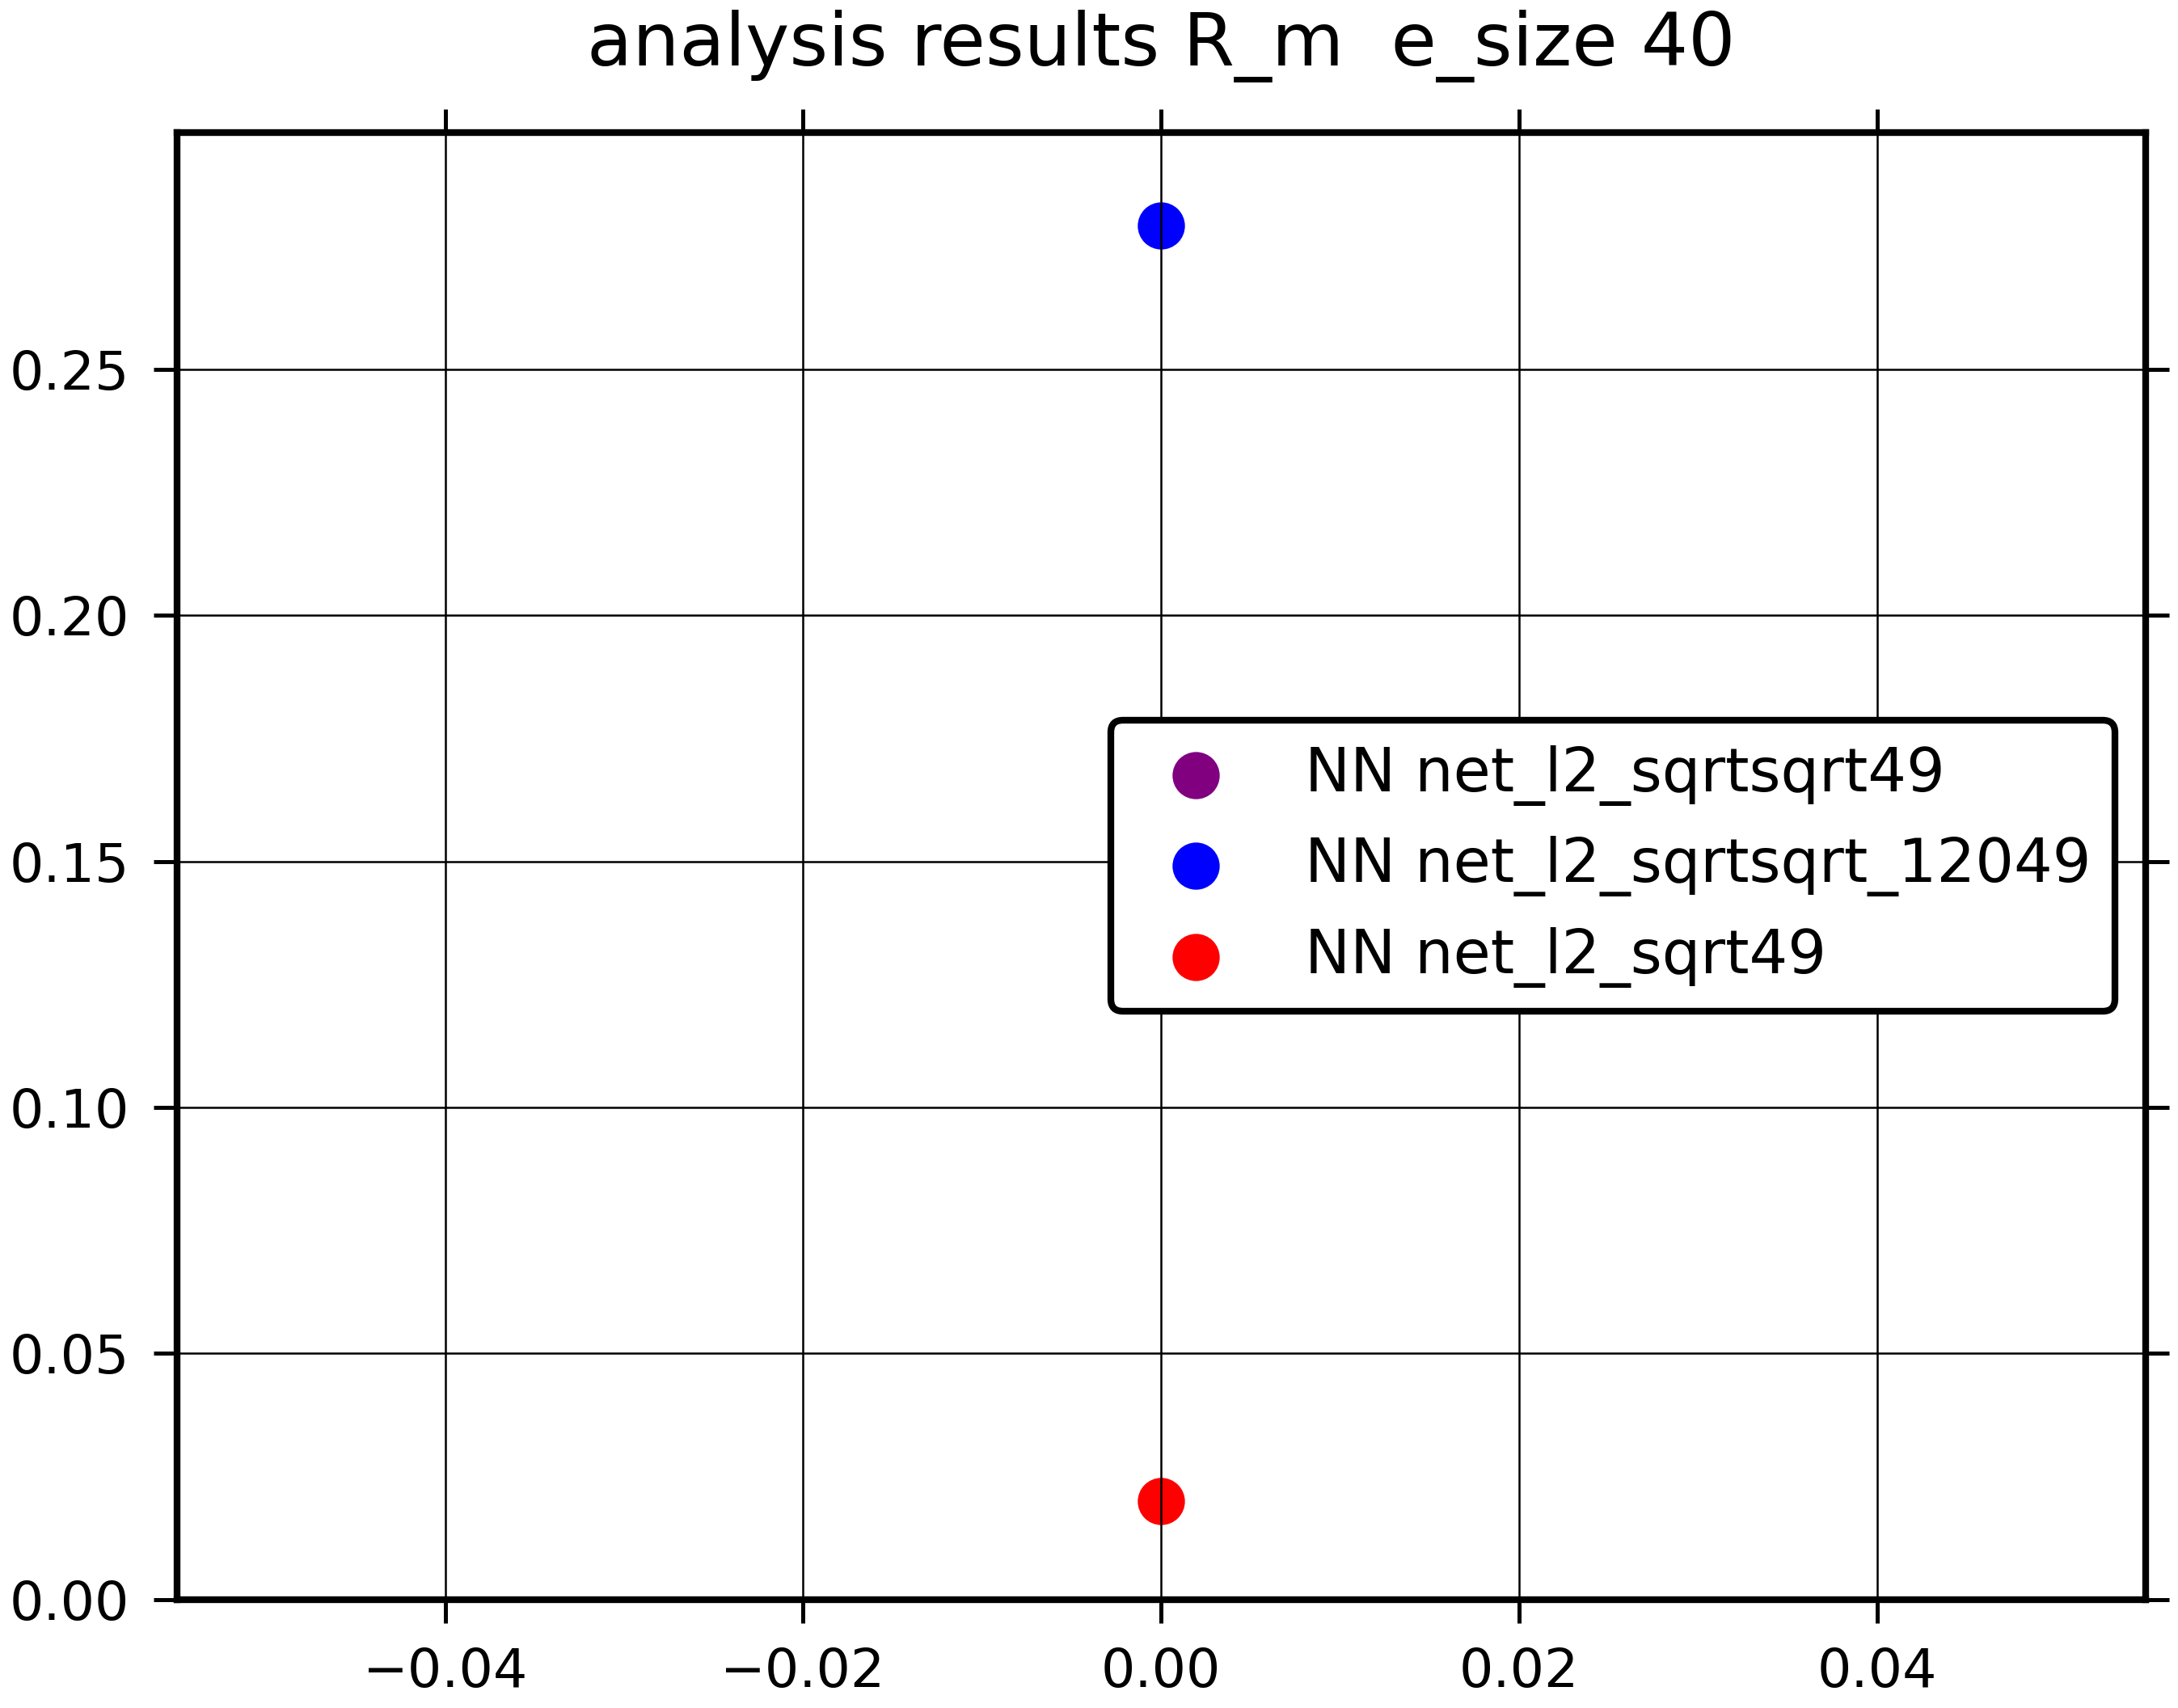 analysis results R_m  e_size 40
0.25
0.20
0.15
0.10
0.05
0.00
NN net_l2_sqrtsqrt49
NN net_l2_sqrtsqrt_12049
NN net_l2_sqrt49
−0.04 −0.02 0.00 0.02 0.04